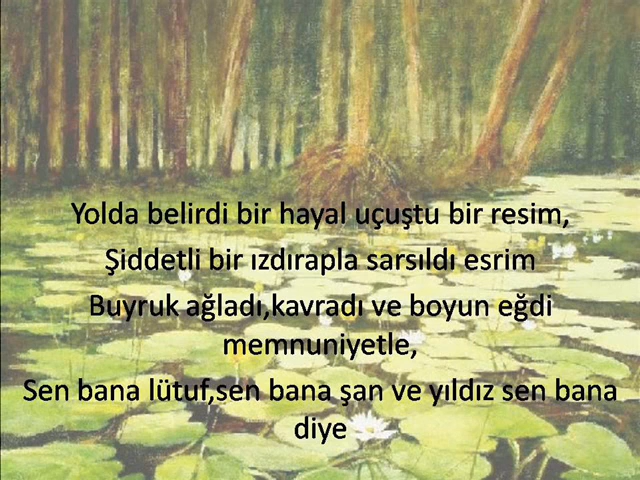 Yolda belirdi bir hayal uçuştu bir resim,
Şiddetli bir ızdırapla sarsıldı esrim
Buyruk ağladı,kavradı ve boyun eğdi
memnuniyetle,
Sen bana lütuf,sen bana şan ve yıldız sen bana
diye